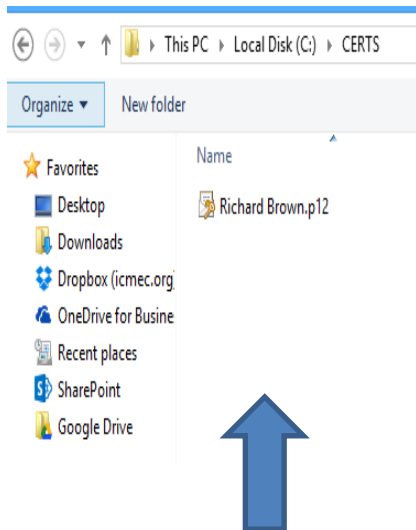 This PC Local Disk (C:) CERTS
Organize New folder
Name
Favorites
Richard Brown.p12
Desktop
Downloads
Dropbox (icmec.org)
OneDrive for Busine
Recent places
SharePoint
Google Drive